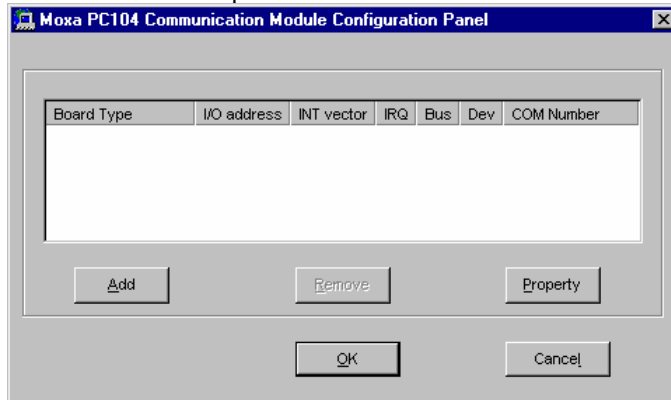 Moxa PC104 Communication Module Configuration Panel
Board Type I/O address INT vector IRQ Bus Dev COM Number
Add Remove Property
OK Cancel